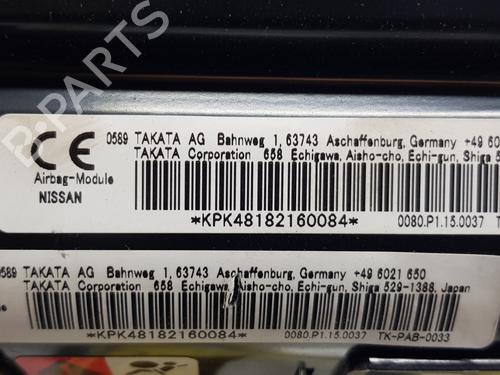 B-PARTS
0589 TAKATA AG Bahnweg 1, 63743 Aschaffenburg, Germany +49 6021
TAKATA Corporation 658 Echigawa, Aisho-cho, Echi-gun, Shiga 5
CE
Airbag-Module
NISSAN
*KPK48182160084*
0080.P1.15.0037 TK-P
0589 TAKATA AG Bahnweg 1, 63743 Aschaffenburg, Germany +49 6021 650
TAKATA Corporation 658 Echigawa, Aisho-cho, Echi-gun, Shiga 529-1388, Japan
*KPK48182160084*
0080.P1.15.0037 TK-PAB-0033